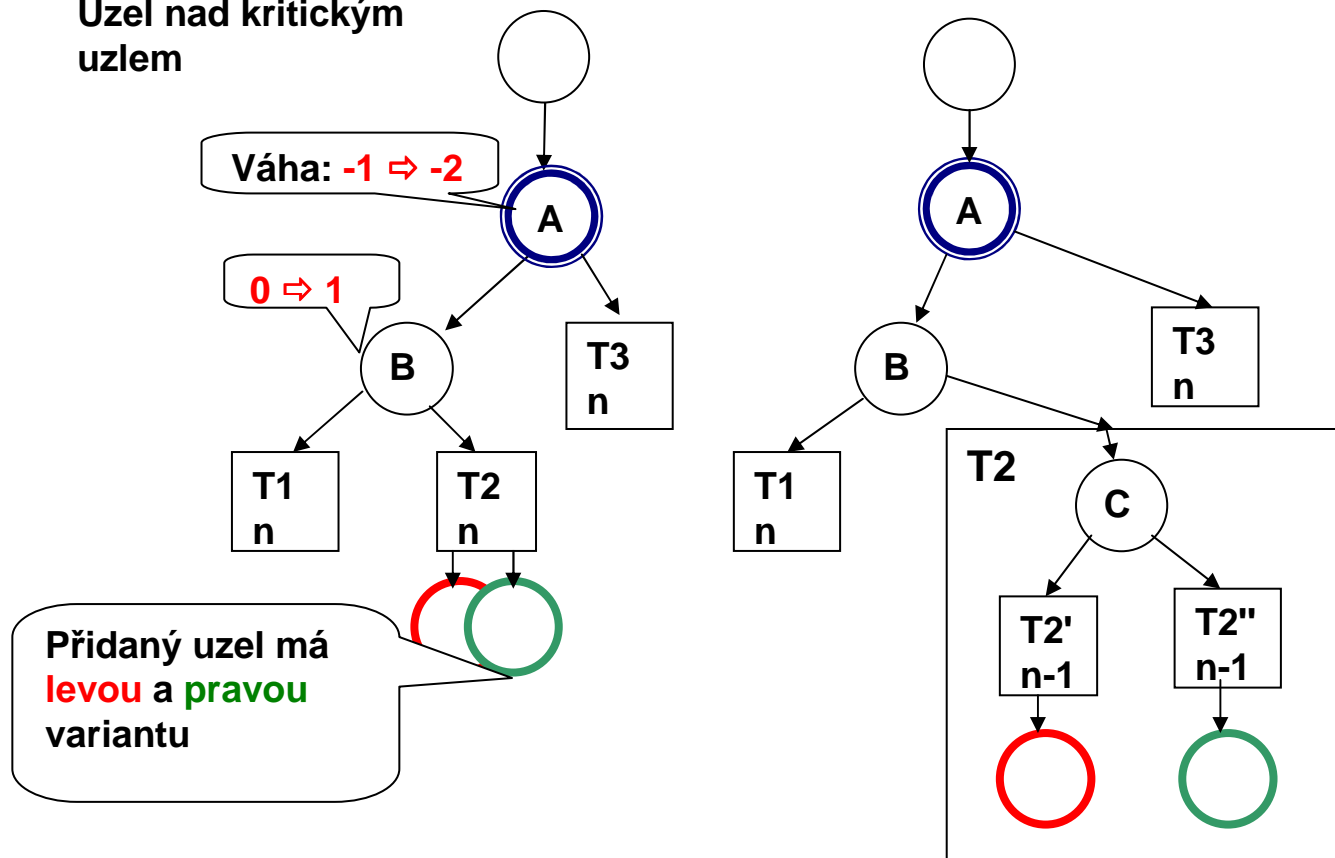 Uzel nad kritickým
uzlem
Váha: -1 ⇨ -2
A
0 ⇨ 1
B
T3
n
T1
n
T2
n
Přidaný uzel má
levou a pravou
variantu
A
B
T3
n
T1
n
T2
C
T2'
n-1
T2"
n-1